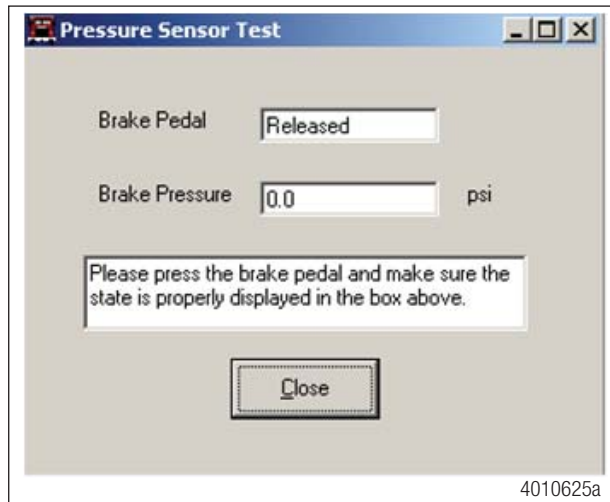 Pressure Sensor Test
Brake Pedal Released
Brake Pressure 0.0 psi
Please press the brake pedal and make sure the
state is properly displayed in the box above.
Close
4010625a